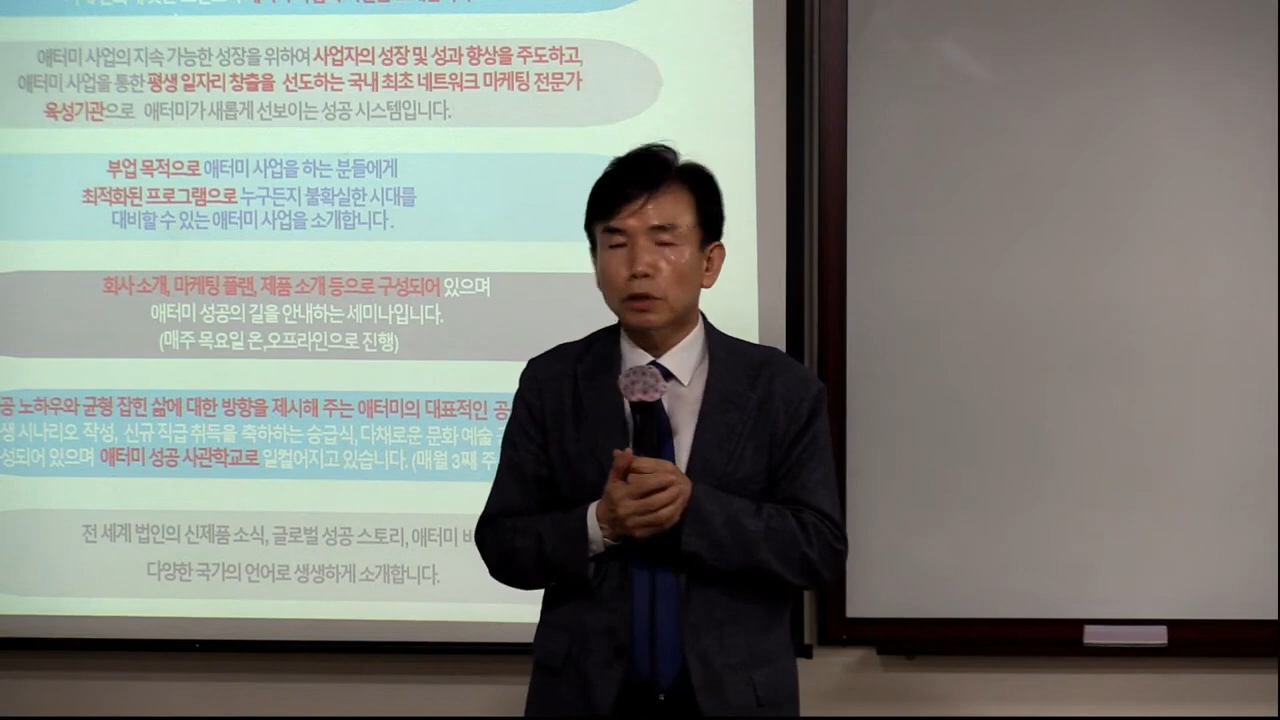 애터미 사업의 지속 가능한 성장을 위하여 사업자의 성장 및 성과 향상을 주도하고,
애터미 사업을 통한 평생 일자리 창출을 선도하는 국내 최초 네트워크 마케팅 전문가
육성기관으로 애터미가 새롭게 선보이는 성공 시스템입니다.
부업 목적으로 애터미 사업을 하는 분들에게
최적화된 프로그램으로 누구든지 불확실한 시대를
대비할 수 있는 애터미 사업을 소개합니다.
회사 소개, 마케팅 플랜, 제품 소개 등으로 구성되어 있으며
애터미 성공의 길을 안내하는 세미나입니다.
(매주 목요일 온,오프라인으로 진행)
공 노하우와 균형 잡힌 삶에 대한 방향을 제시해 주는 애터미의 대표적인 공
생 시나리오 작성, 신규 직급 취득을 축하하는 승급식, 다채로운 문화 예술
성되어 있으며 애터미 성공 사관학교로 일컬어지고 있습니다. (매월 3째 주
전 세계 법인의 신제품 소식, 글로벌 성공 스토리, 애터미
다양한 국가의 언어로 생생하게 소개합니다.